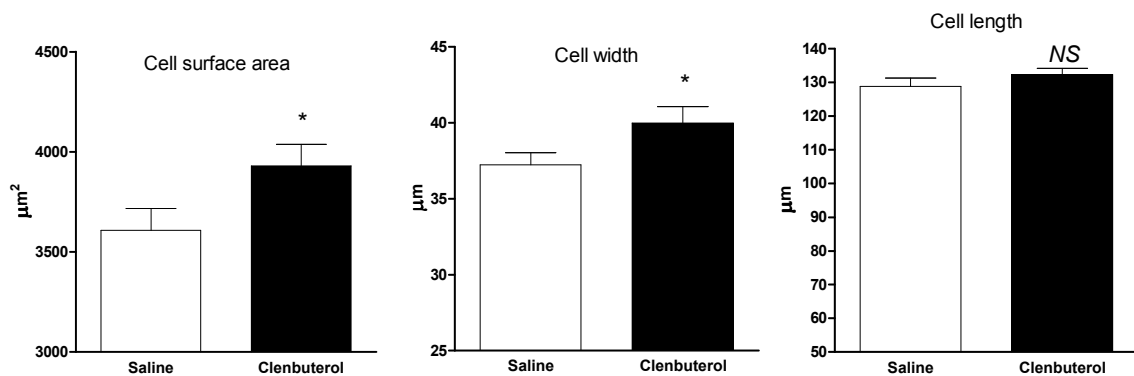 Cell surface area
μm²
4500
4000
3500
3000
*
Saline Clenbuterol
Cell width
μm
45
40
35
30
25
*
Saline Clenbuterol
Cell length
μm
140
130
120
110
100
90
80
70
60
50
NS
Saline Clenbuterol